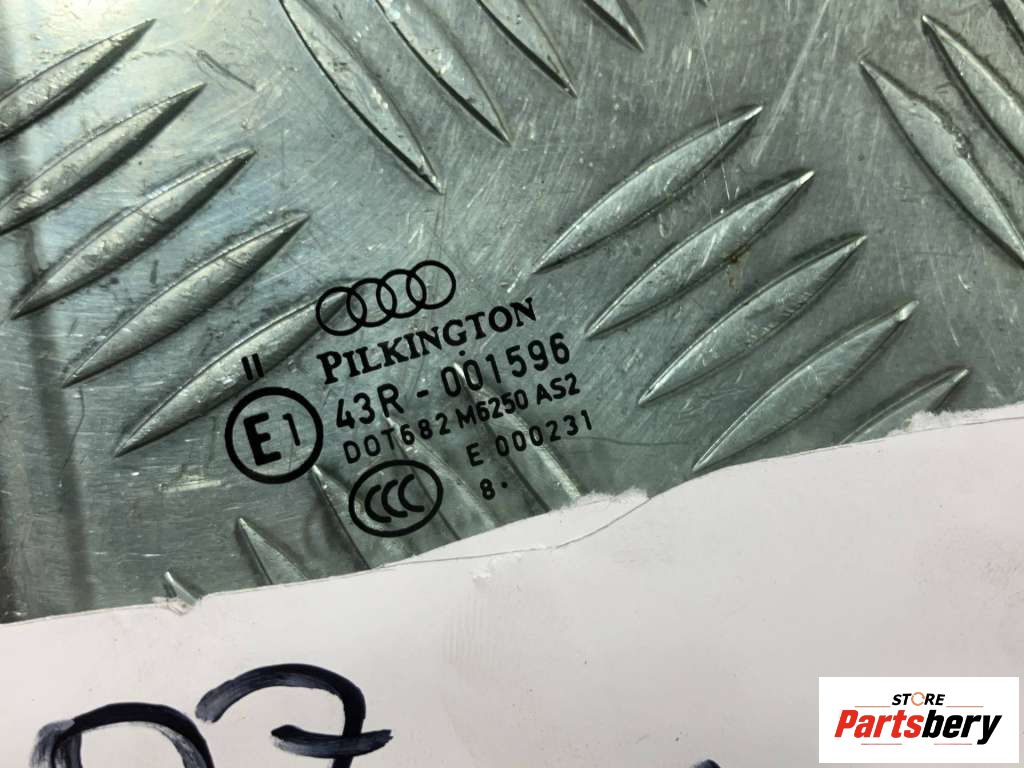 PILKINGTON
II
E1
43R - 001596
DOT682 M6250 AS2
E 000231
CCC
8.
STORE
Partsbery